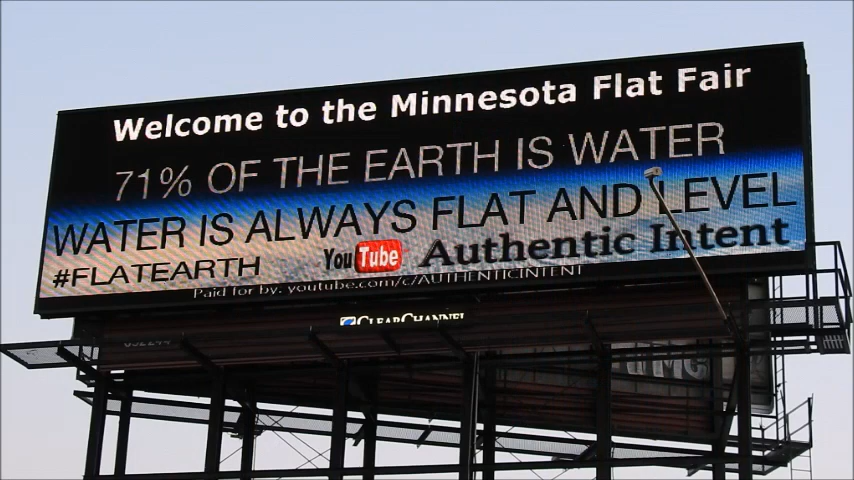 Welcome to the Minnesota Flat Fair
71% OF THE EARTH IS WATER
WATER IS ALWAYS FLAT AND LEVEL
#FLATEARTH YouTube Authentic Intent
Paid for by: youtube.com/c/AUTHENTICINTENT
CLEARCHANNEL